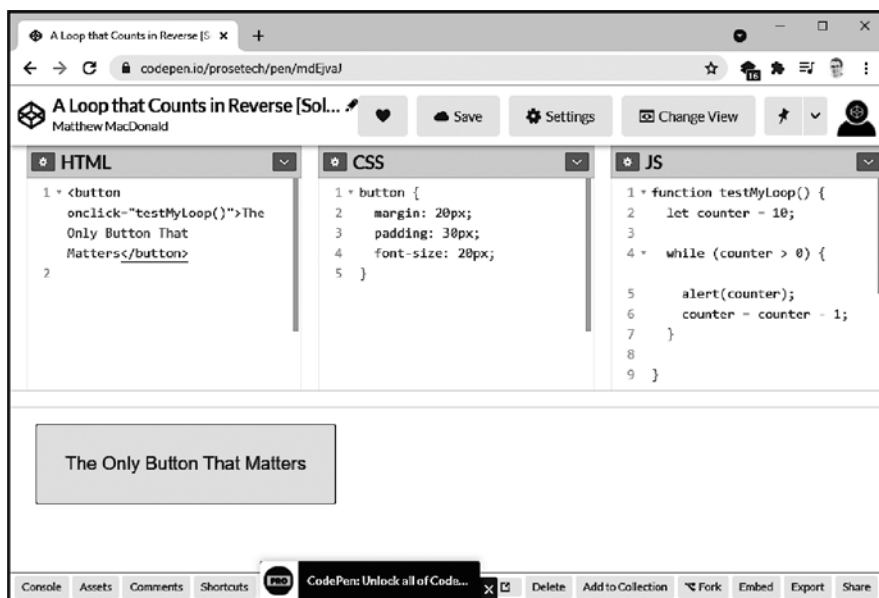 A Loop that Counts in Reverse [S
codepen.io/prosetech/pen/mdEjvaJ
16
A Loop that Counts in Reverse [Sol...
Matthew MacDonald
Save
Settings
Change View
HTML
1 <button
onclick="testMyLoop()">The
Only Button That
Matters</button>
2
CSS
1 button {
2 margin: 20px;
3 padding: 30px;
4 font-size: 20px;
5 }
JS
1 function testMyLoop() {
2 let counter = 10;
3
4 while (counter > 0) {
5 alert(counter);
6 counter = counter - 1;
7 }
8
9 }
The Only Button That Matters
Console Assets Comments Shortcuts PRO CodePen: Unlock all of Code... Delete Add to Collection Fork Embed Export Share